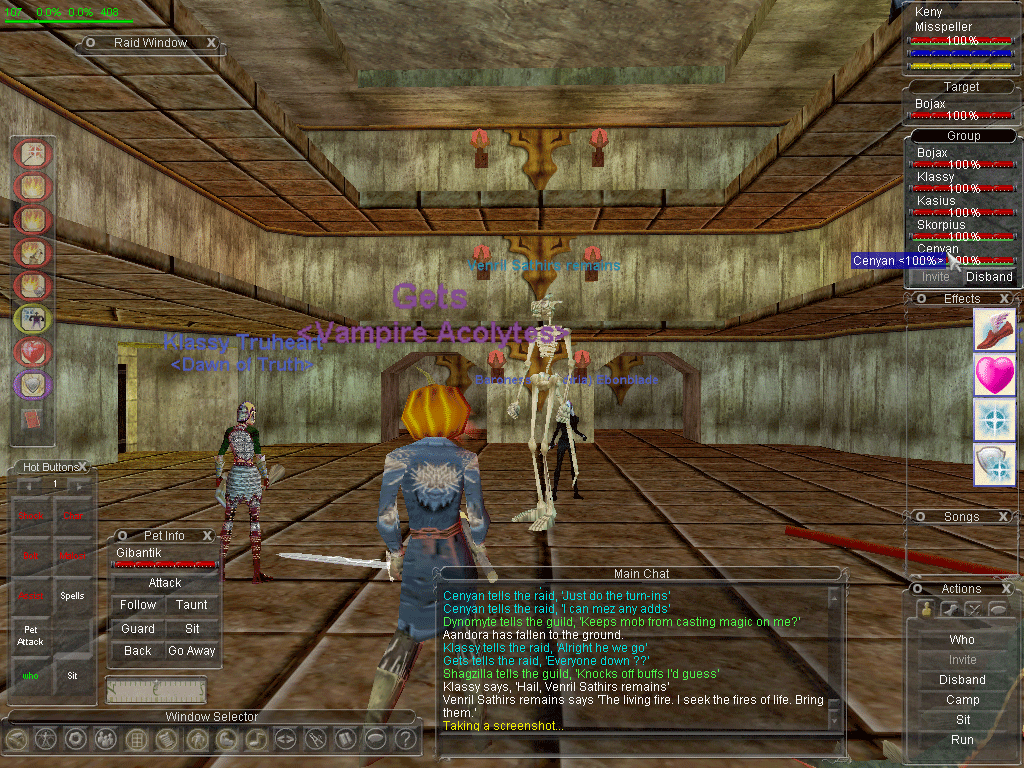 107 0.0% 0.0% 408
Raid Window
Keny
Misspeller
100%
Target
Bojax
100%
Group
Bojax
100%
Klassy
100%
Kasius
100%
Skorpius
100%
Cenyan
Cenyan <100%>
Invite Disband
Effects
Venril Sathirs remains
Gets
<Vampire Acolytes>
Klassy Truheart
<Dawn of Truth>
Songs
Hot Buttons
1
Spells
Pet
Attack
who
Sit
Pet Info
Gibantik
Attack
Follow Taunt
Guard Sit
Back Go Away
Window Selector
Main Chat
Cenyan tells the raid, 'Just do the turn-ins'
Cenyan tells the raid, 'I can mez any adds'
Dynomyte tells the guild, 'Keeps mob from casting magic on me?'
Aandora has fallen to the ground.
Klassy tells the raid, 'Alright he we go'
Gets tells the raid, 'Everyone down ??'
Shagzilla tells the guild, 'Knocks off buffs I'd guess'
Klassy says, 'Hail, Venril Sathirs remains'
Venril Sathirs remains says 'The living fire. I seek the fires of life. Bring
them.'
Taking a screenshot...
Actions
Who
Invite
Disband
Camp
Sit
Run